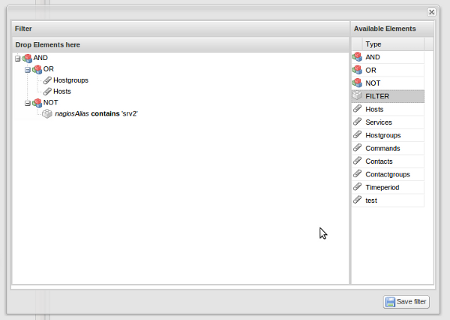 Filter
Drop Elements here
AND
OR
Hostgroups
Hosts
NOT
nagiosAlias contains 'srv2'
Available Elements
Type
AND
OR
NOT
FILTER
Hosts
Services
Hostgroups
Commands
Contacts
Contactgroups
Timeperiod
test
Save filter